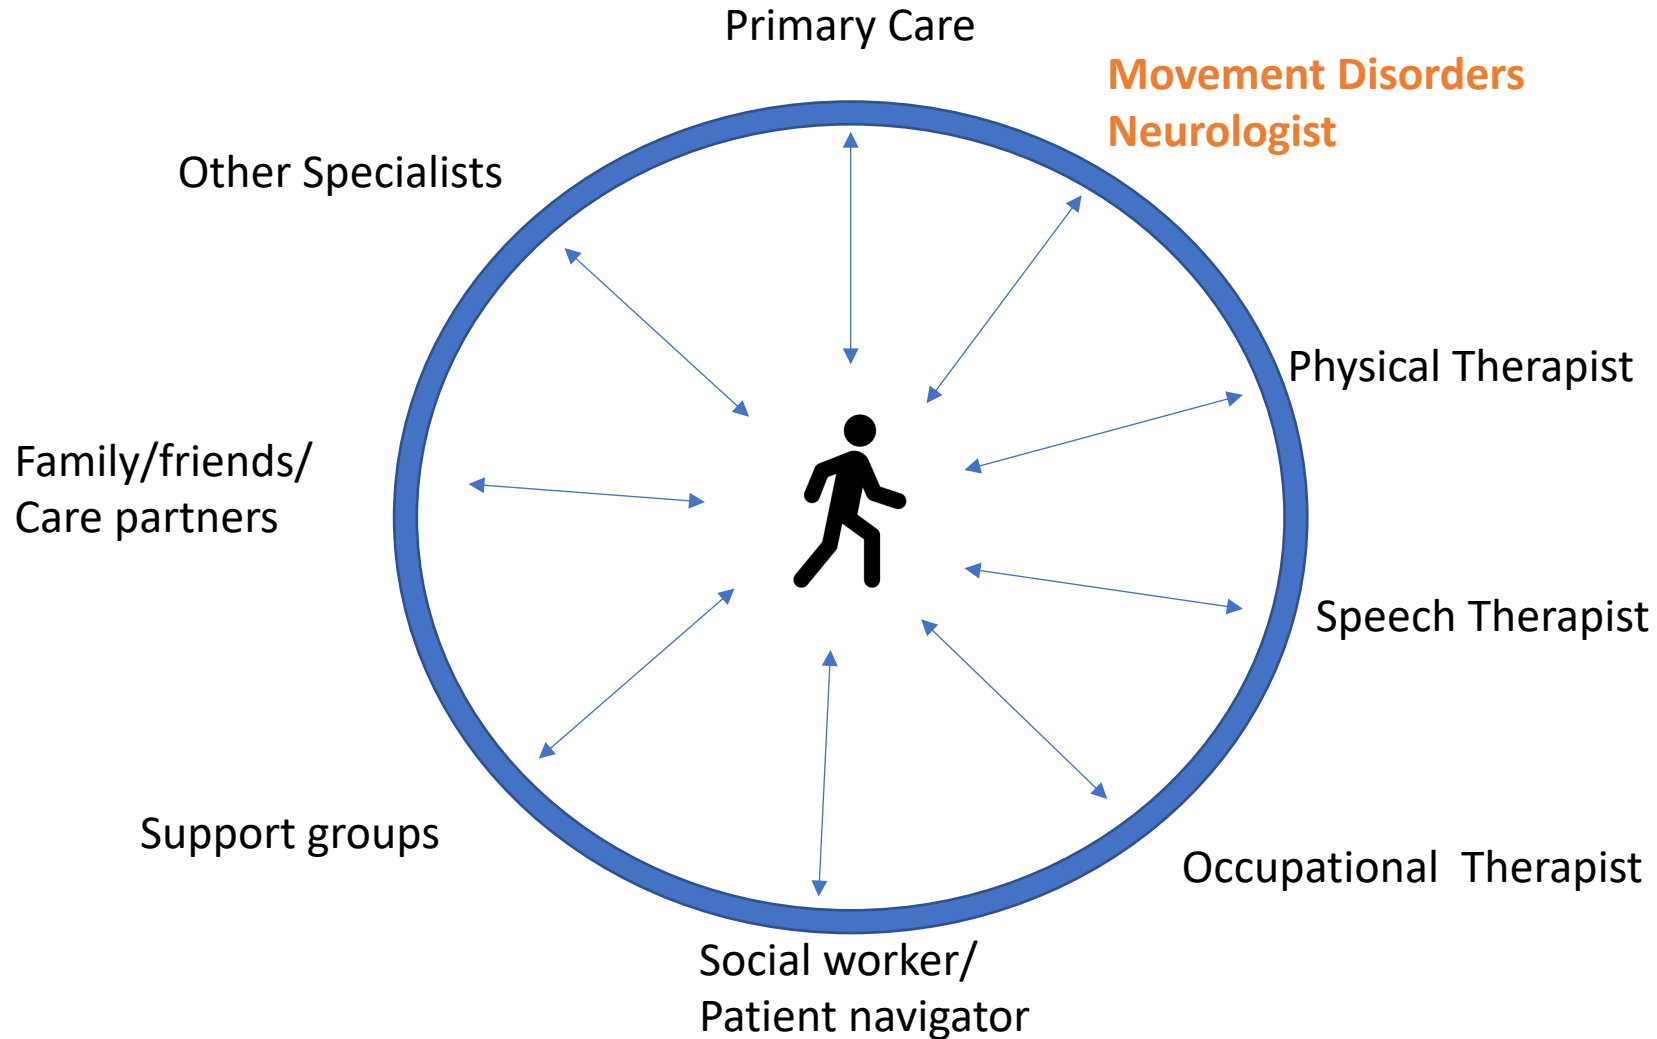 Primary Care
Movement Disorders
Neurologist
Other Specialists
Physical Therapist
Family/friends/
Care partners
Speech Therapist
Support groups
Occupational  Therapist
Social worker/
Patient navigator